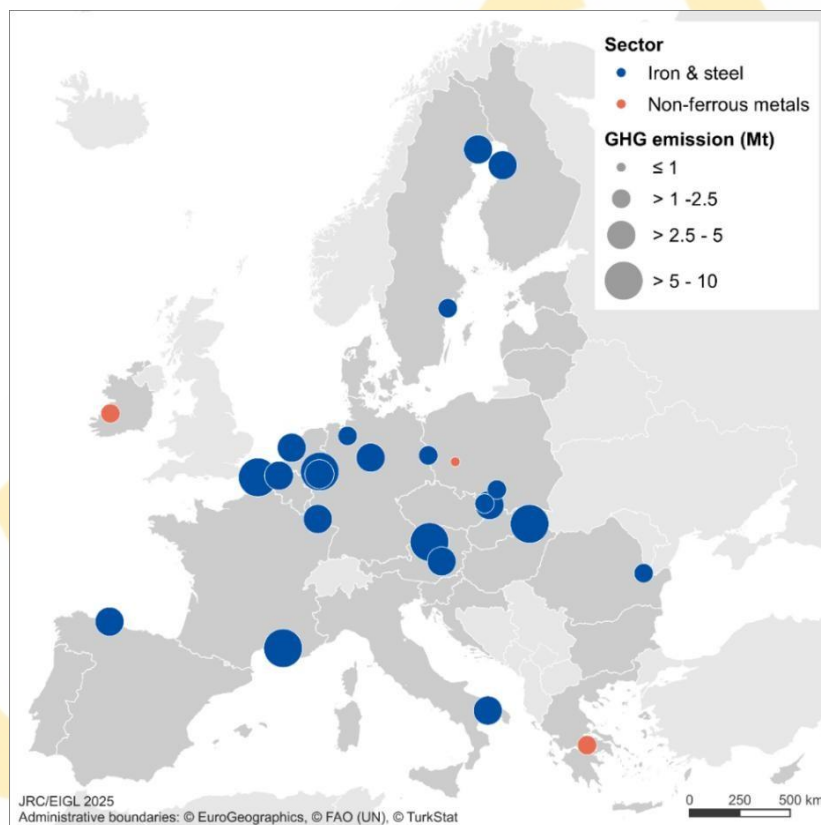 Sector
Iron & steel
Non-ferrous metals
GHG emission (Mt)
≤ 1
> 1 -2.5
> 2.5 - 5
> 5 - 10
JRC/EIGL 2025
Administrative boundaries: © EuroGeographics, © FAO (UN), © TurkStat
0 250 500 km